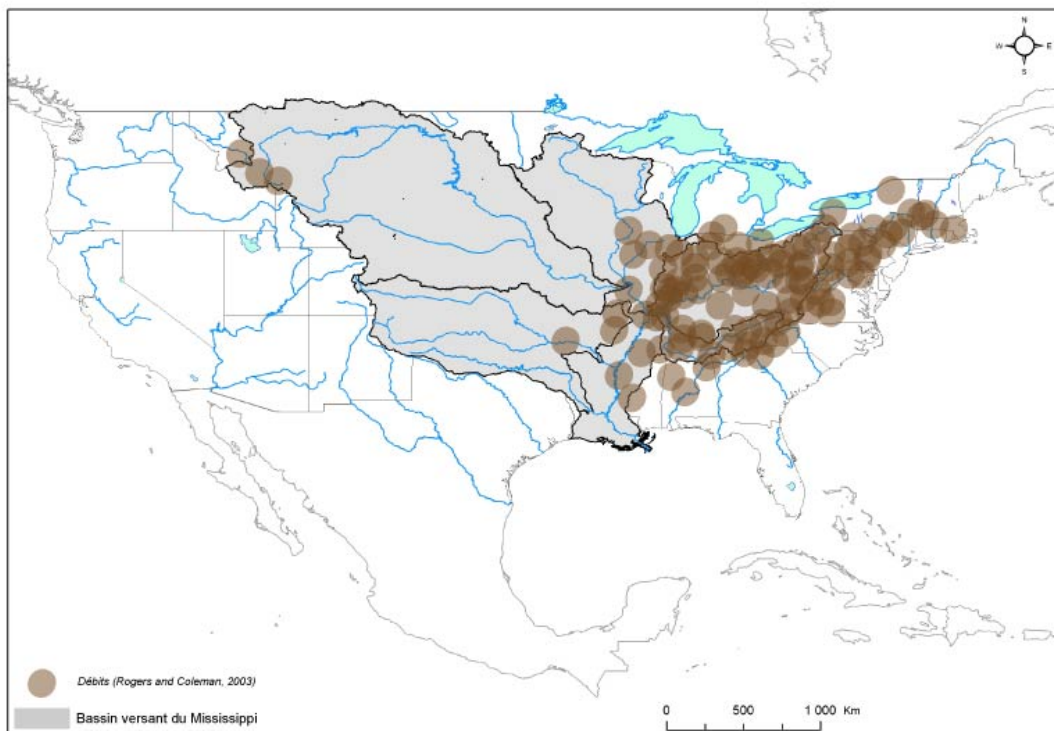 N
W E
S
Débits (Rogers and Coleman, 2003)
Bassin versant du Mississippi
0 500 1 000 Km